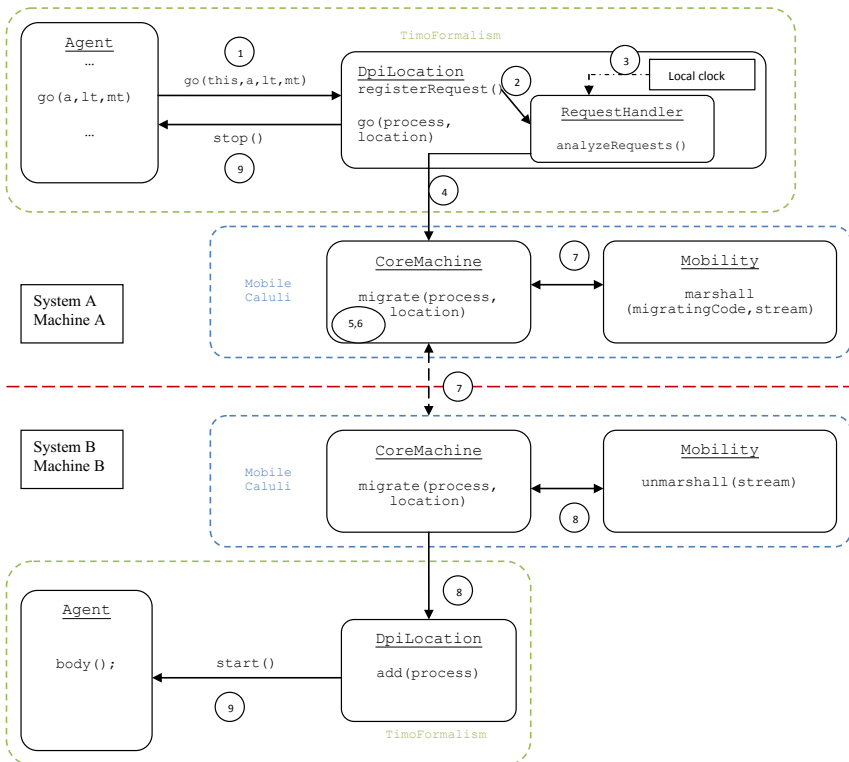 TimoFormalism
Agent
…
go(a,lt,mt)
…
1
go(this,a,lt,mt)
stop()
9
DpiLocation
registerRequest()
go(process,
location)
2
3
Local clock
RequestHandler
analyzeRequests()
4
System A
Machine A
Mobile
Caluli
CoreMachine
migrate(process,
location)
5,6
7
Mobility
marshall
(migratingCode,stream)
7
System B
Machine B
Mobile
Caluli
CoreMachine
migrate(process,
location)
8
Mobility
unmarshall(stream)
8
Agent
body();
start()
9
DpiLocation
add(process)
TimoFormalism